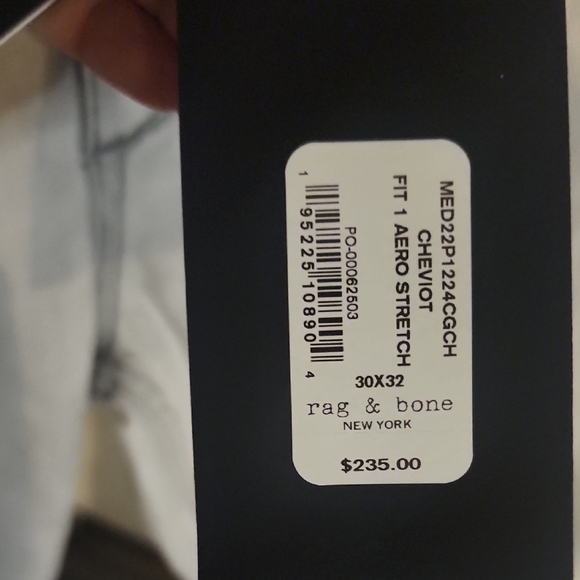 MED22P1224CGCH
CHEVIOT
FIT 1 AERO STRETCH
PO-00062503
1 95225 10890 4
30X32
rag & bone
NEW YORK
$235.00